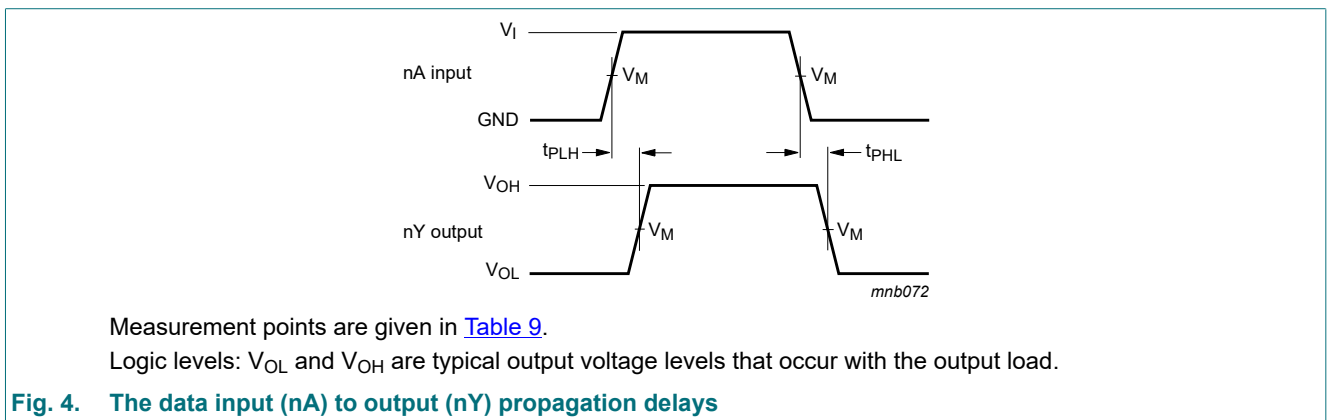 VI
nA input
VM
VM
GND
tPLH
tPHL
VOH
nY output
VM
VM
VOL
mnb072
Measurement points are given in Table 9.
Logic levels: VOL and VOH are typical output voltage levels that occur with the output load.
Fig. 4. The data input (nA) to output (nY) propagation delays